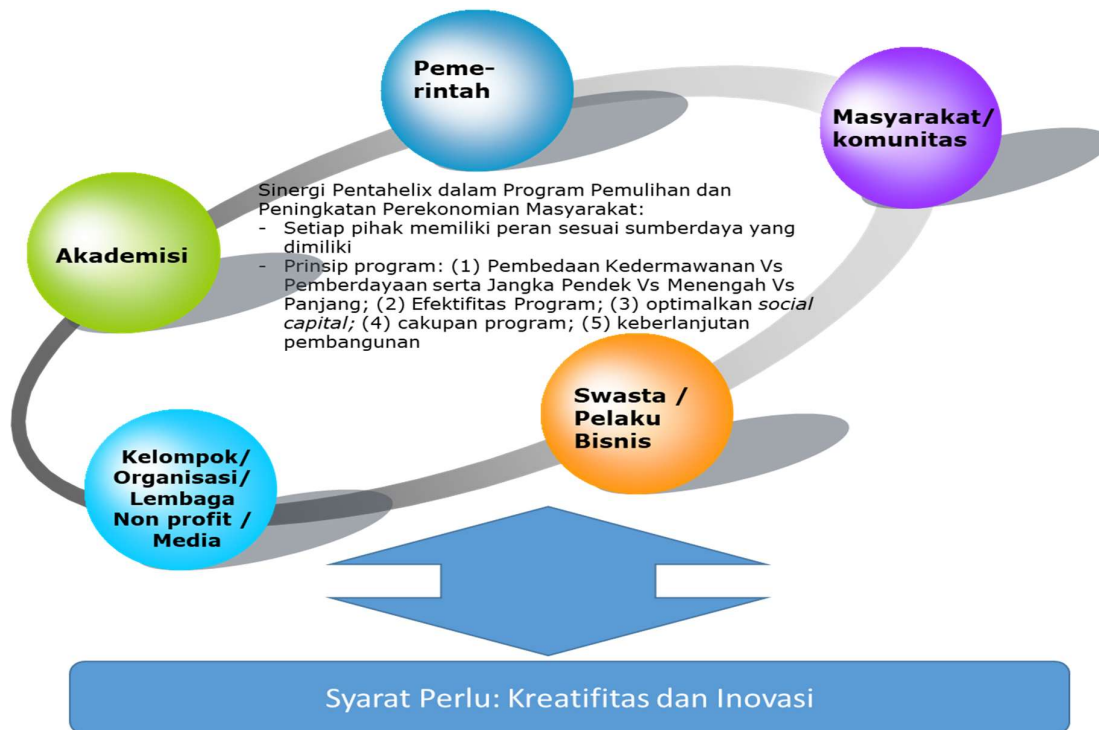 Peme-
rintah
Masyarakat/
komunitas
Akademisi
Sinergi Pentahelix dalam Program Pemulihan dan
Peningkatan Perekonomian Masyarakat:
- Setiap pihak memiliki peran sesuai sumberdaya yang
dimiliki
- Prinsip program: (1) Pembedaan Kedermawanan Vs
Pemberdayaan serta Jangka Pendek Vs Menengah Vs
Panjang; (2) Efektifitas Program; (3) optimalkan social
capital; (4) cakupan program; (5) keberlanjutan
pembangunan
Swasta /
Pelaku
Bisnis
Kelompok/
Organisasi/
Lembaga
Non profit /
Media
Syarat Perlu: Kreatifitas dan Inovasi